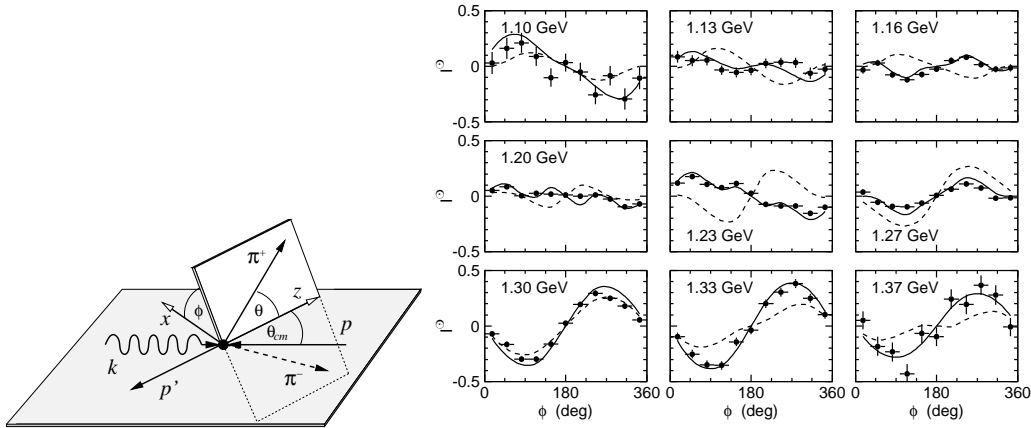 π+
z
θ
x
φ
θcm
p
k
p'
π−
0.5
0
-0.5
I⊙
1.10 GeV
1.13 GeV
1.16 GeV
0.5
0
-0.5
I⊙
1.20 GeV
1.23 GeV
1.27 GeV
0.5
0
-0.5
I⊙
1.30 GeV
1.33 GeV
1.37 GeV
0 180 360
0 180 360
0 180 360
φ (deg)
φ (deg)
φ (deg)